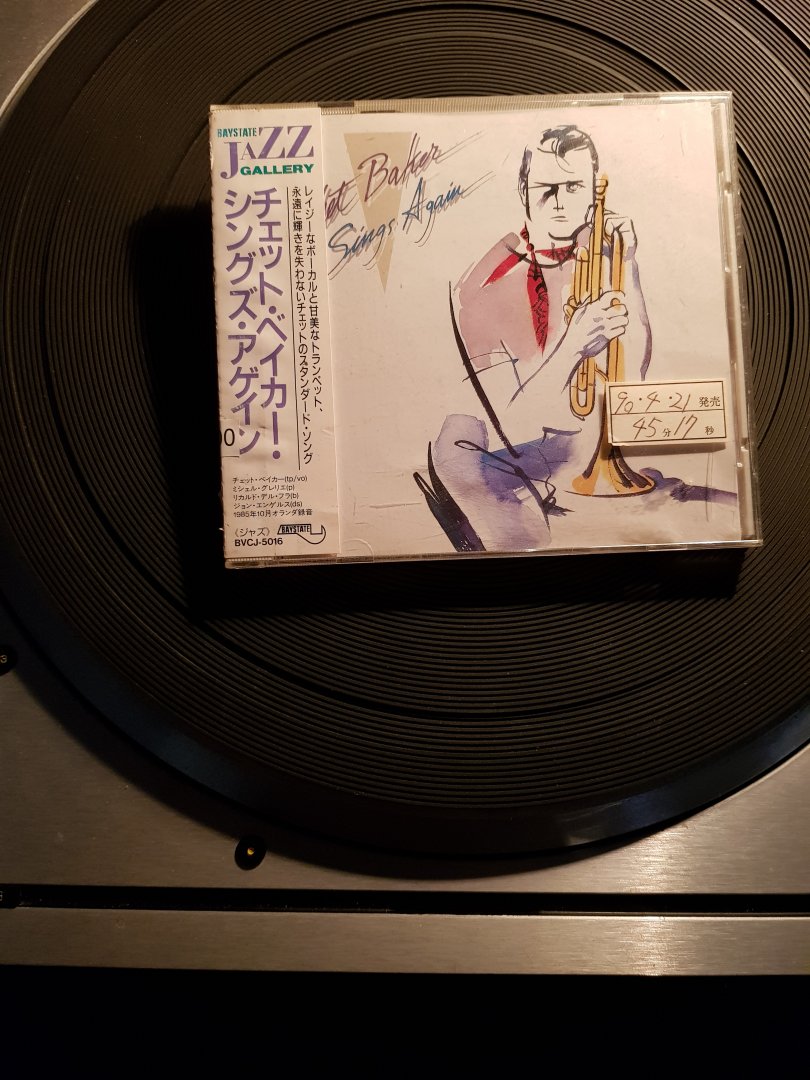 BAYSTATE
JAZZ
GALLERY
チェット・ベイカー・
シングズ・アゲイン
レイジーなボーカルと甘美なトランペット、
永遠に輝きを失わないチェットのスタンダード・ソング
チェット・ベイカー(tp/vo)
ミシェル・グレリエ(p)
リカルド・デル・フラ(b)
ジョン・エンゲルス(ds)
1985年10月オランダ録音
《ジャズ》
BVCJ-5016
BAYSTATE
Baker
Sings Again
90・4・21発売
45分17秒